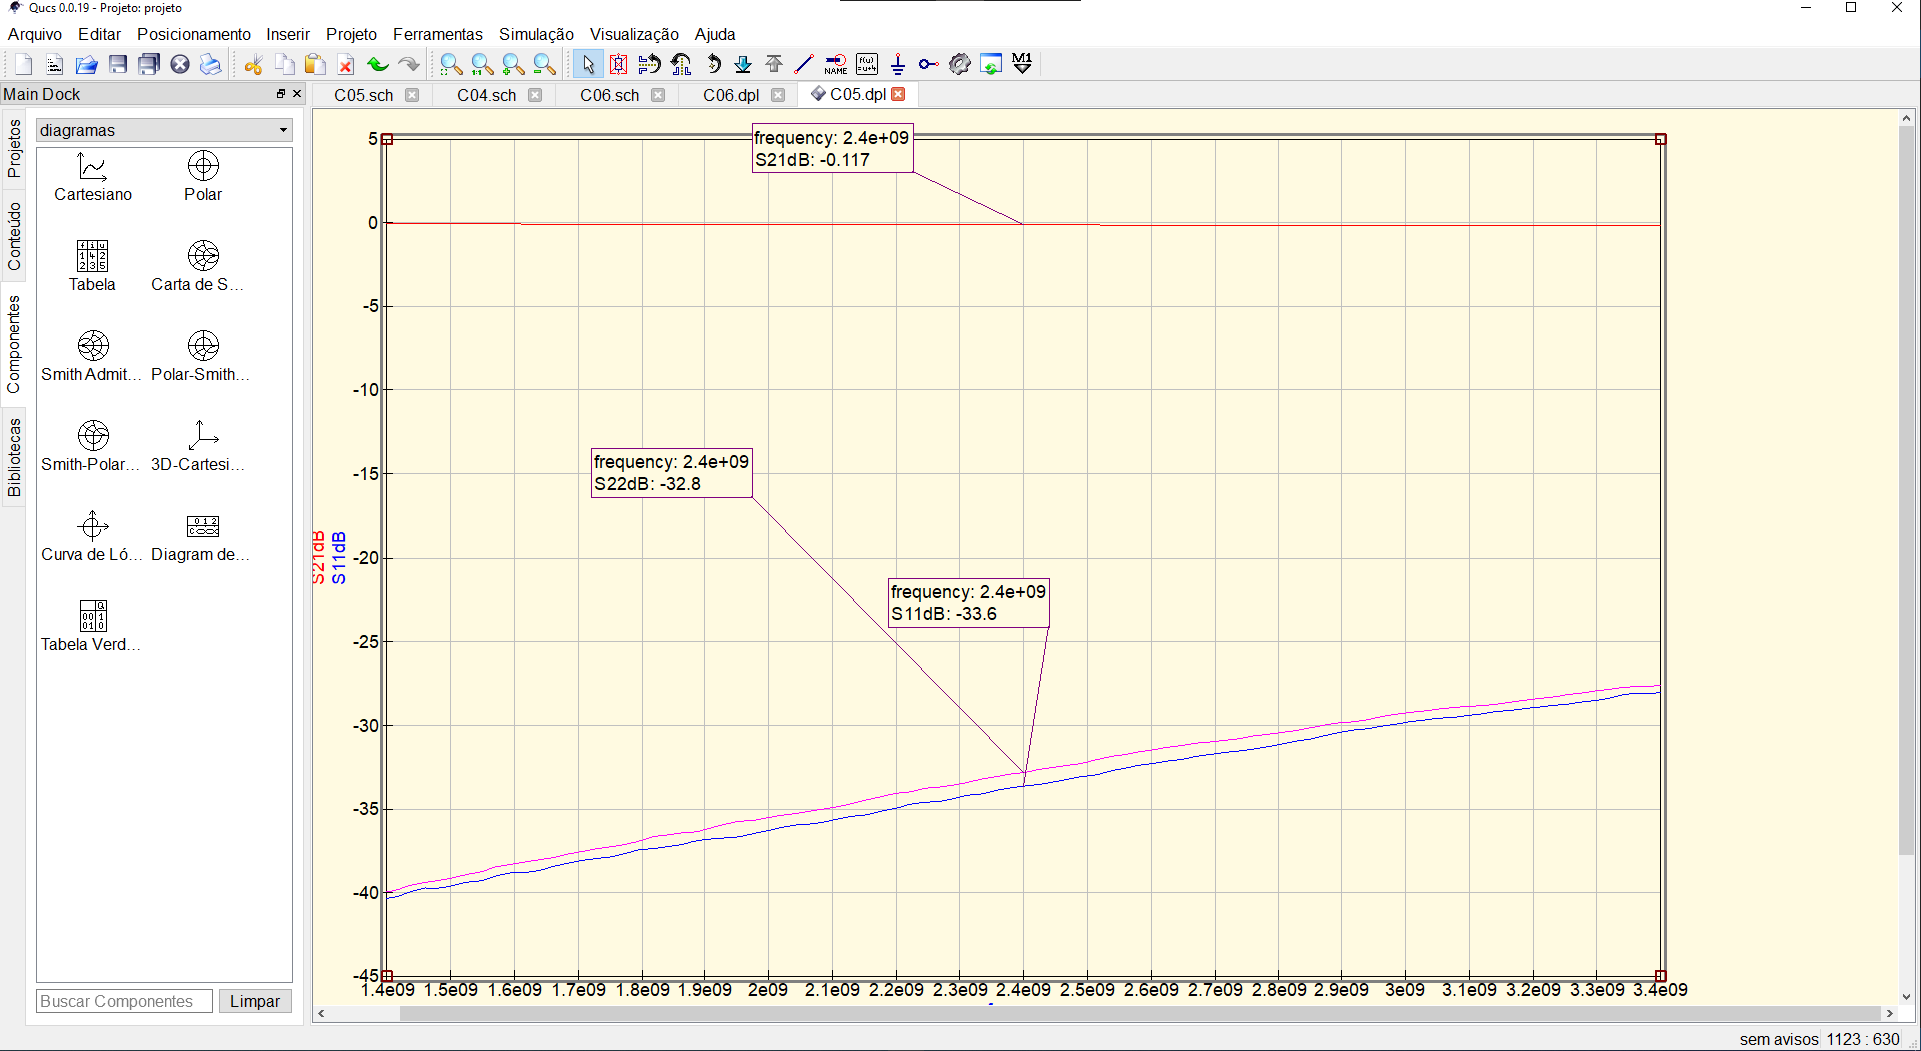 Qucs 0.0.19 - Projeto: projeto
Arquivo Editar Posicionamento Inserir Projeto Ferramentas Simulação Visualização Ajuda
NAME
M1
Main Dock
C05.sch C04.sch C06.sch C06.dpl C05.dpl
Projetos
Conteúdo
Componentes
Bibliotecas
diagramas
Cartesiano Polar
Tabela Carta de S...
Smith Admit... Polar-Smith...
Smith-Polar... 3D-Cartesi...
Curva de Ló... Diagram de...
Tabela Verd...
Buscar Componentes Limpar
frequency: 2.4e+09
S21dB: -0.117
frequency: 2.4e+09
S22dB: -32.8
frequency: 2.4e+09
S11dB: -33.6
S21dB
S11dB
5
0
-5
-10
-15
-20
-25
-30
-35
-40
-45
1.4e09 1.5e09 1.6e09 1.7e09 1.8e09 1.9e09 2e09 2.1e09 2.2e09 2.3e09 2.4e09 2.5e09 2.6e09 2.7e09 2.8e09 2.9e09 3e09 3.1e09 3.2e09 3.3e09 3.4e09
sem avisos 1123 : 630